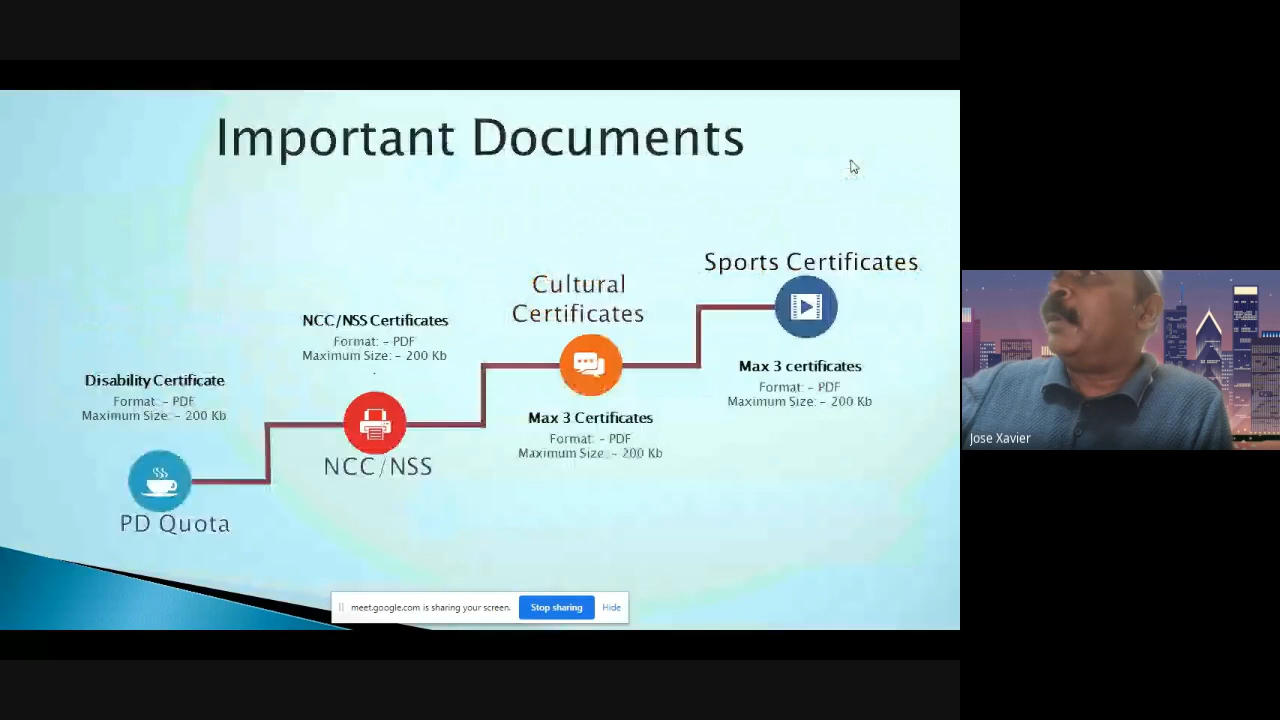 Important Documents
Disability Certificate
Format: - PDF
Maximum Size: - 200 Kb
PD Quota
NCC/NSS Certificates
Format: - PDF
Maximum Size: - 200 Kb
NCC/NSS
Cultural
Certificates
Max 3 Certificates
Format: - PDF
Maximum Size: - 200 Kb
Sports Certificates
Max 3 certificates
Format: - PDF
Maximum Size: - 200 Kb
meet.google.com is sharing your screen.
Stop sharing
Hide
Jose Xavier